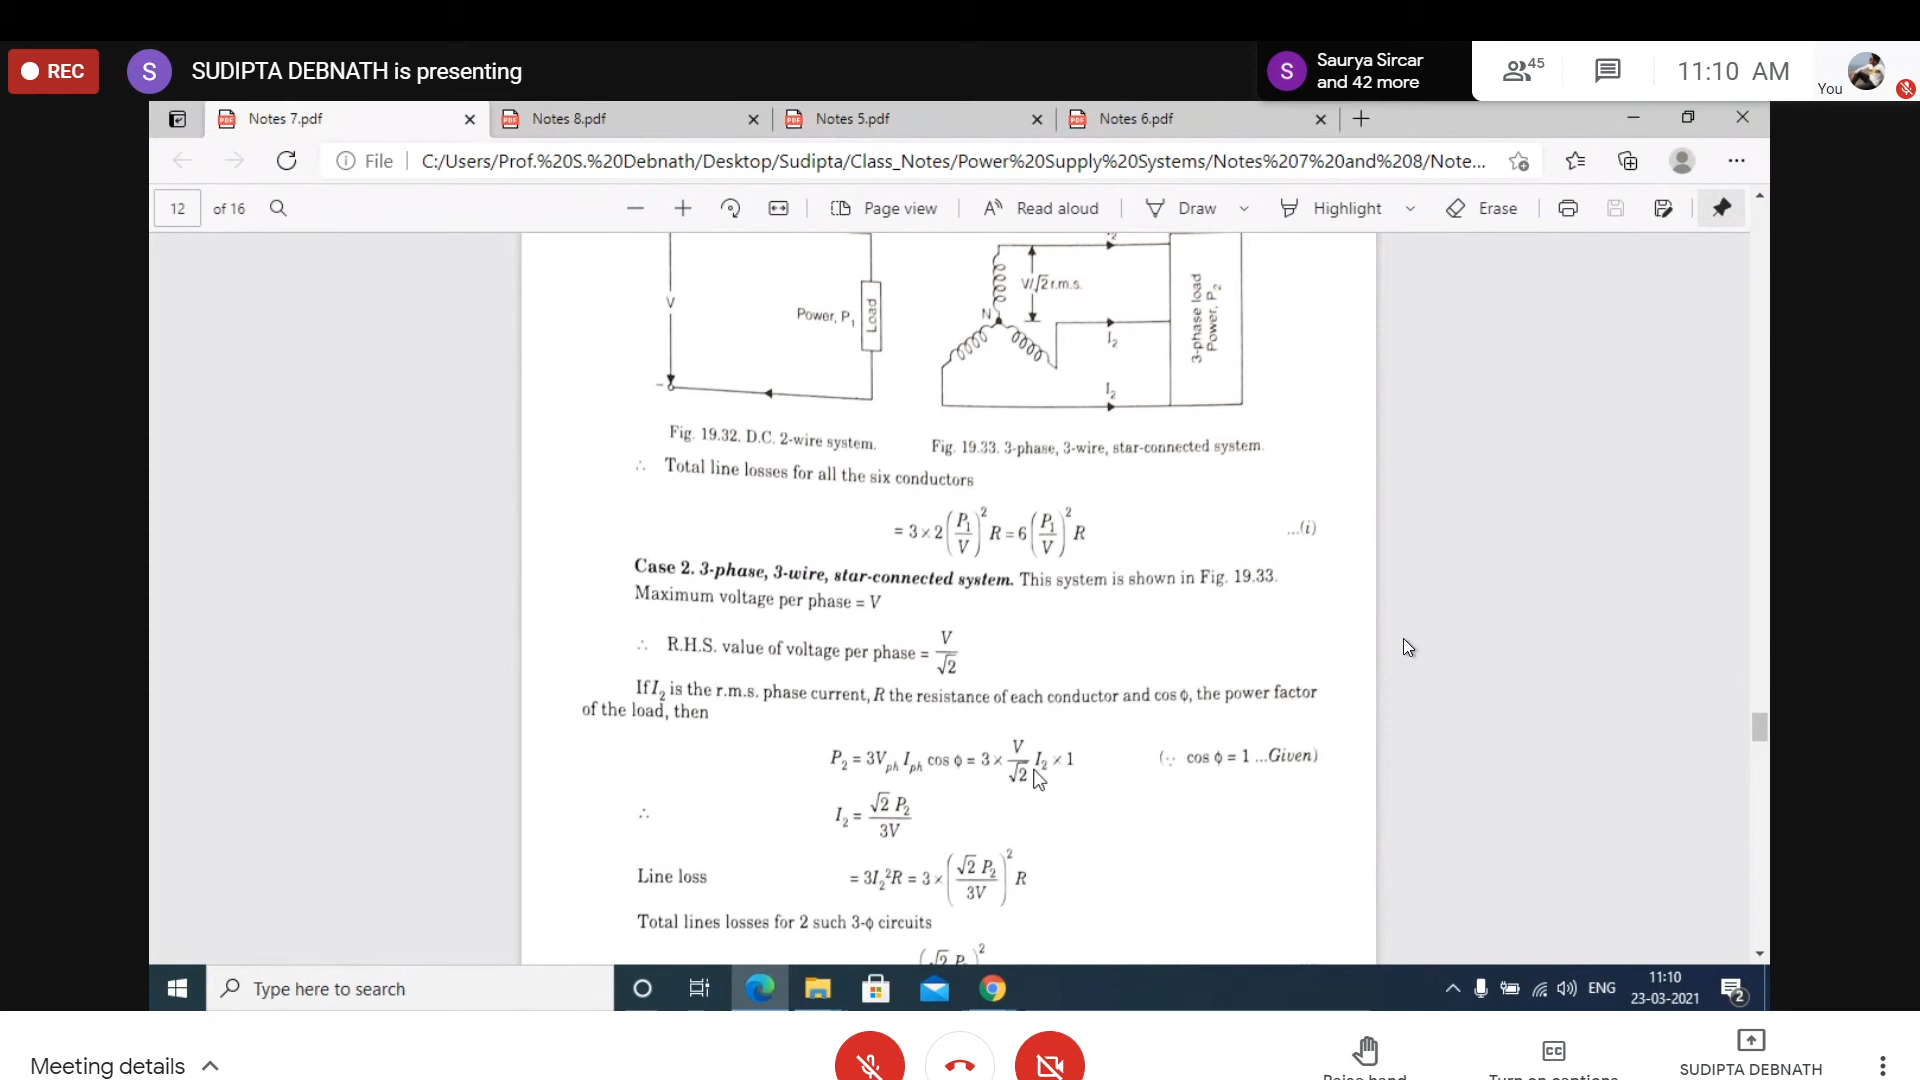 REC
S
SUDIPTA DEBNATH is presenting
S
Saurya Sircar
and 42 more
45
11:10 AM
You
Notes 7.pdf
Notes 8.pdf
Notes 5.pdf
Notes 6.pdf
File
C:/Users/Prof.%20S.%20Debnath/Desktop/Sudipta/Class_Notes/Power%20Supply%20Systems/Notes%207%20and%208/Note...
12 of 16
Page view
Read aloud
Draw
Highlight
Erase
V
Power, P₁
Load
−
V/√2 r.m.s.
N
I₂
I₂
3-phase load
Power, P₂
Fig. 19.32. D.C. 2-wire system.
Fig. 19.33. 3-phase, 3-wire, star-connected system.
∴ Total line losses for all the six conductors
= 3 × 2 (P₁/V)² R = 6 (P₁/V)² R ...(i)
Case 2. 3-phase, 3-wire, star-connected system. This system is shown in Fig. 19.33.
Maximum voltage per phase = V
∴ R.H.S. value of voltage per phase = V/√2
If I₂ is the r.m.s. phase current, R the resistance of each conductor and cos ϕ, the power factor
of the load, then
P₂ = 3V_ph I_ph cos ϕ = 3 × V/√2 I₂ × 1 (∵ cos ϕ = 1 ...Given)
∴ I₂ = √2 P₂/3V
Line loss = 3I₂²R = 3 × (√2 P₂/3V)² R
Total lines losses for 2 such 3-ϕ circuits
Type here to search
ENG
11:10
23-03-2021
2
Meeting details
Raise hand
Turn on captions
SUDIPTA DEBNATH